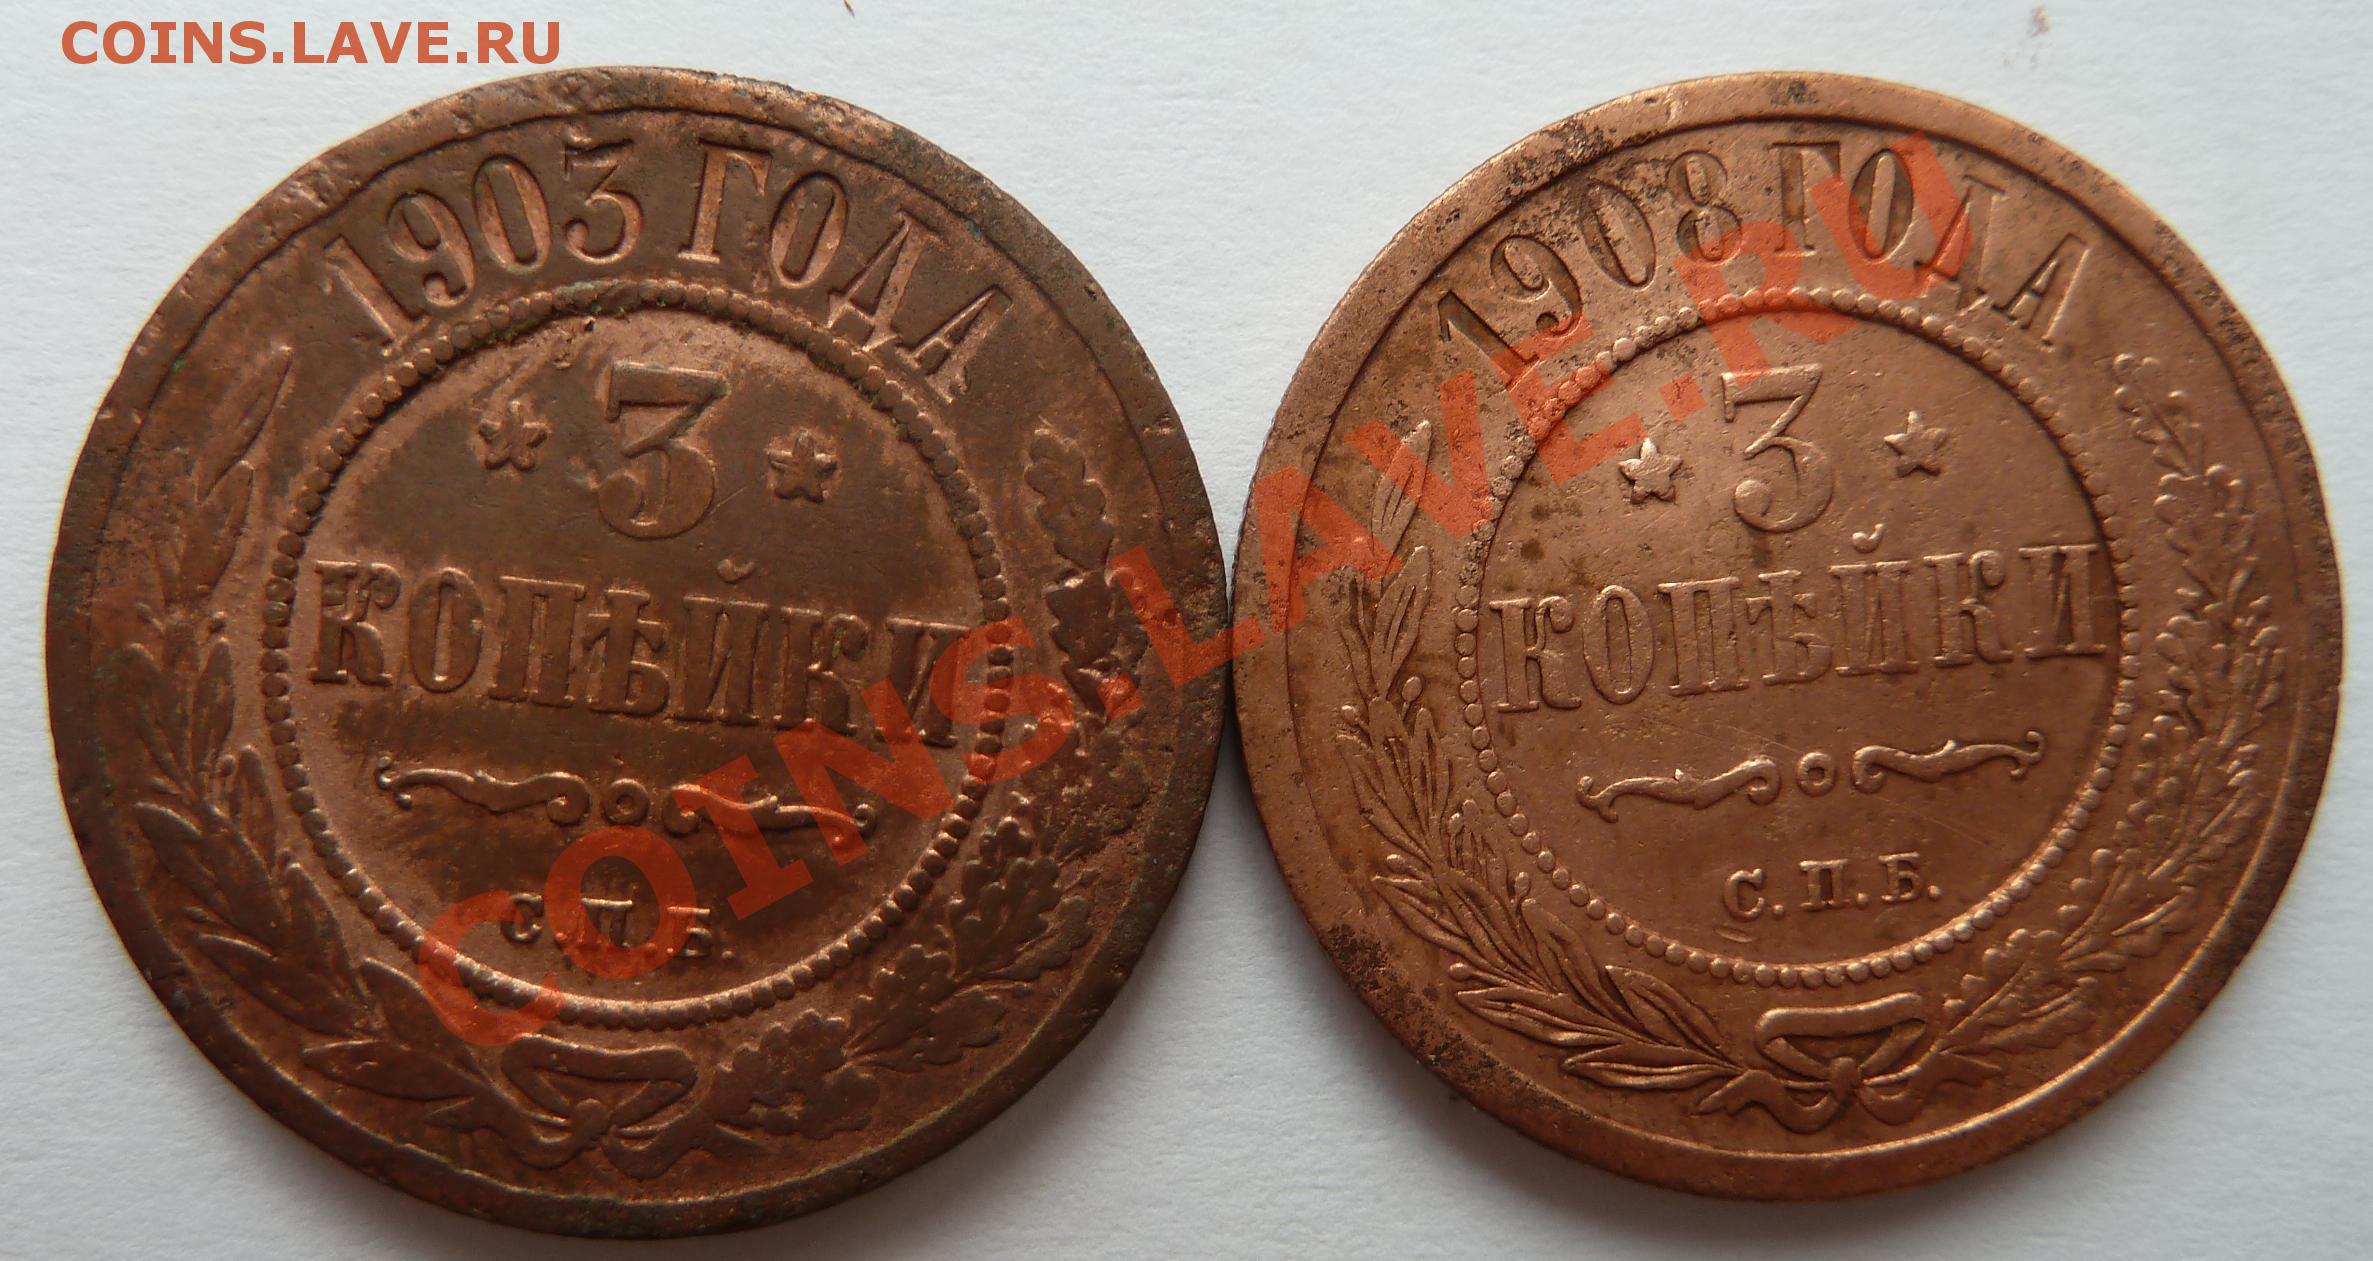 COINS.LAVE.RU
1903 ГОДА
3
КОПѢЙКИ
С.П.Б.
1908 ГОДА
3
КОПѢЙКИ
С.П.Б.
COINS.LAVE.RU